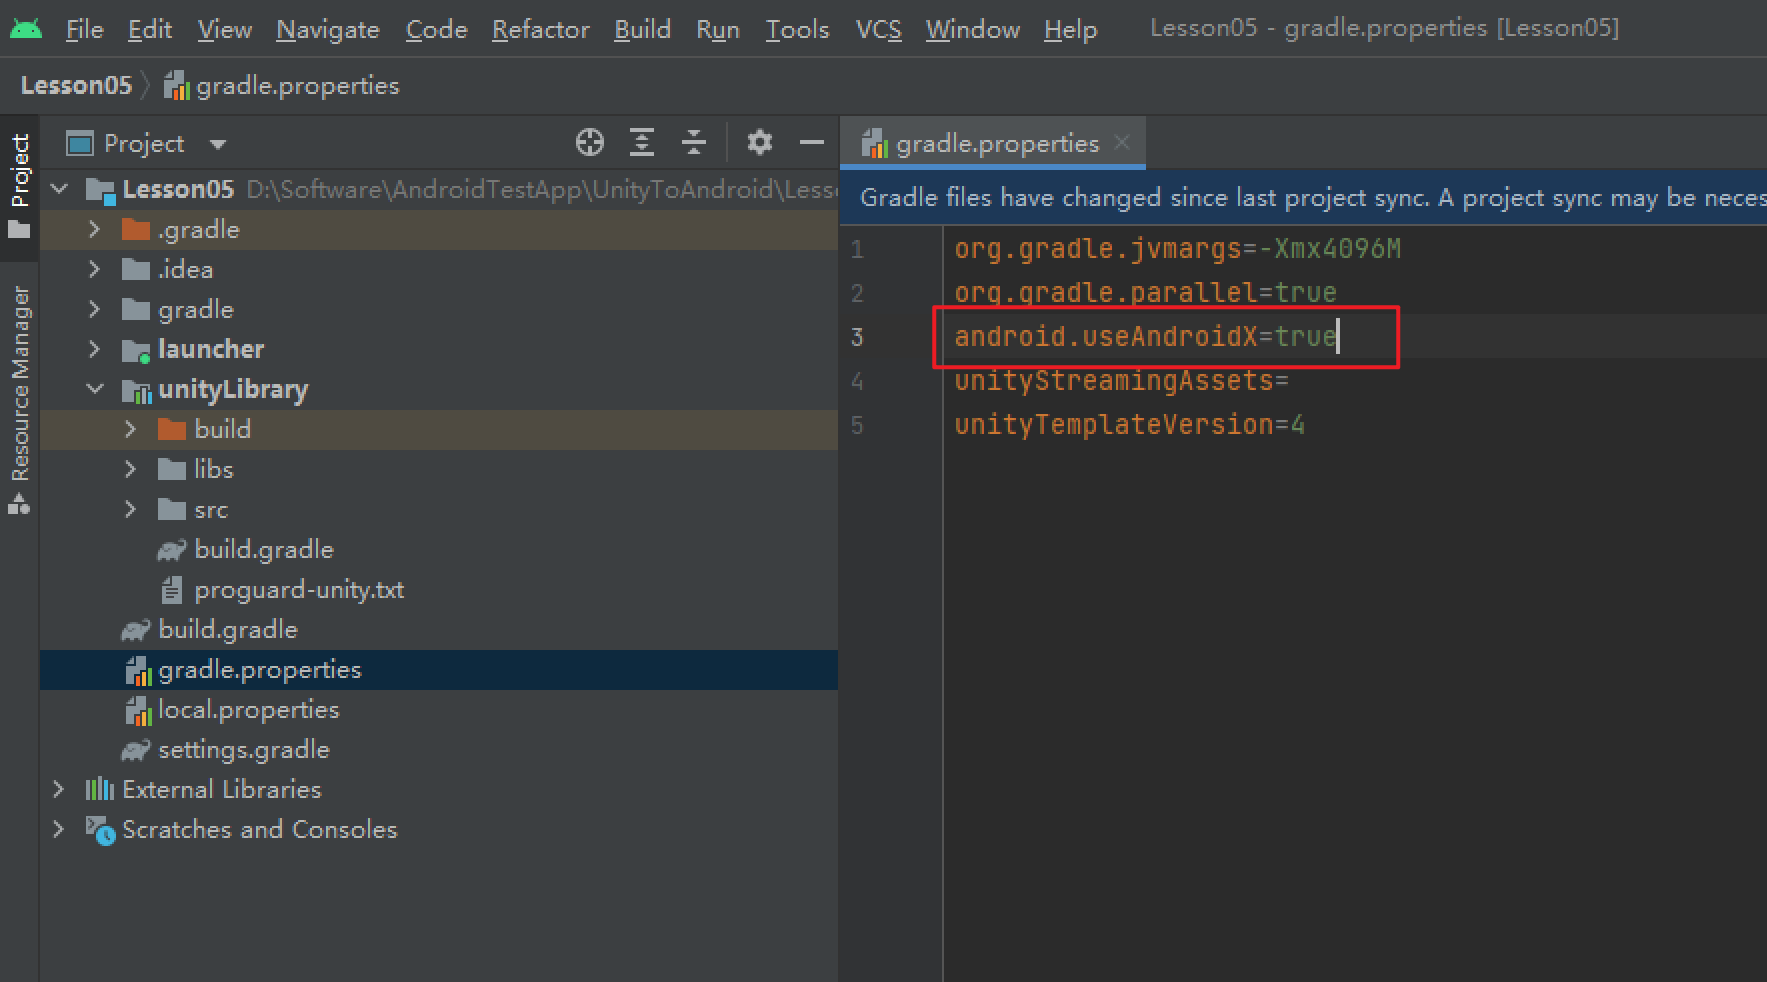 File Edit View Navigate Code Refactor Build Run Tools VCS Window Help Lesson05 - gradle.properties [Lesson05]
Lesson05 gradle.properties
Project
Resource Manager
Project
Lesson05 D:\Software\AndroidTestApp\UnityToAndroid\Less
.gradle
.idea
gradle
launcher
unityLibrary
build
libs
src
build.gradle
proguard-unity.txt
build.gradle
gradle.properties
local.properties
settings.gradle
External Libraries
Scratches and Consoles
gradle.properties
Gradle files have changed since last project sync. A project sync may be neces
1 org.gradle.jvmargs=-Xmx4096M
2 org.gradle.parallel=true
3 android.useAndroidX=true
4 unityStreamingAssets=
5 unityTemplateVersion=4